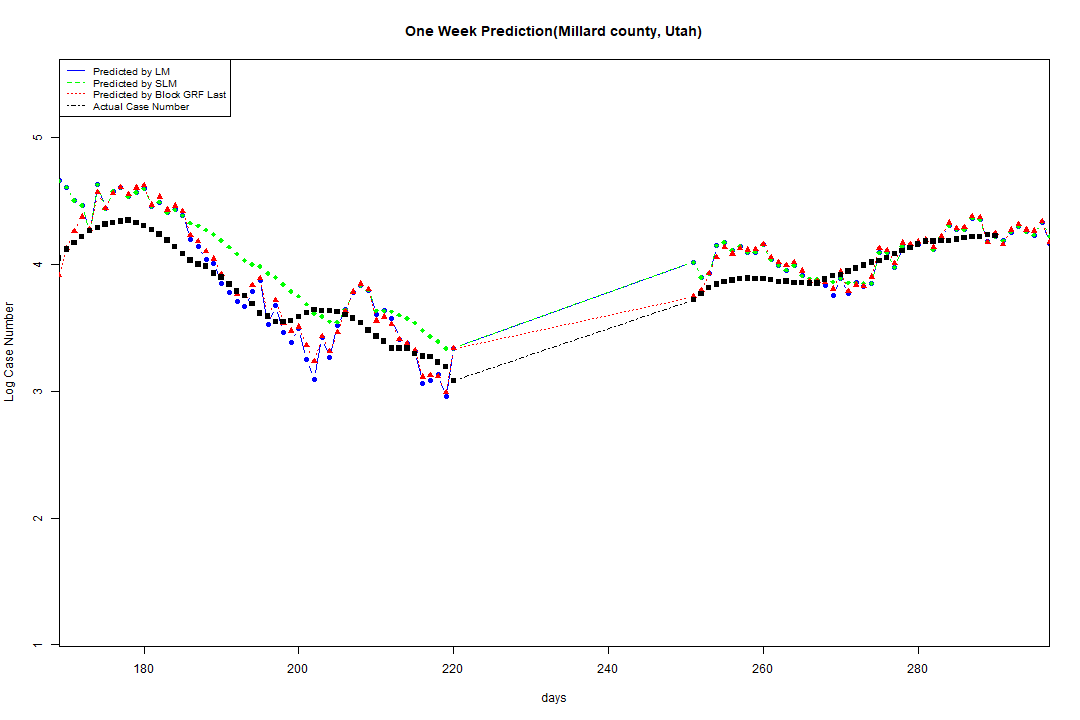 One Week Prediction(Millard county, Utah)
Predicted by LM
Predicted by SLM
Predicted by Block GRF Last
Actual Case Number
5
4
3
2
1
Log Case Number
180 200 220 240 260 280
days